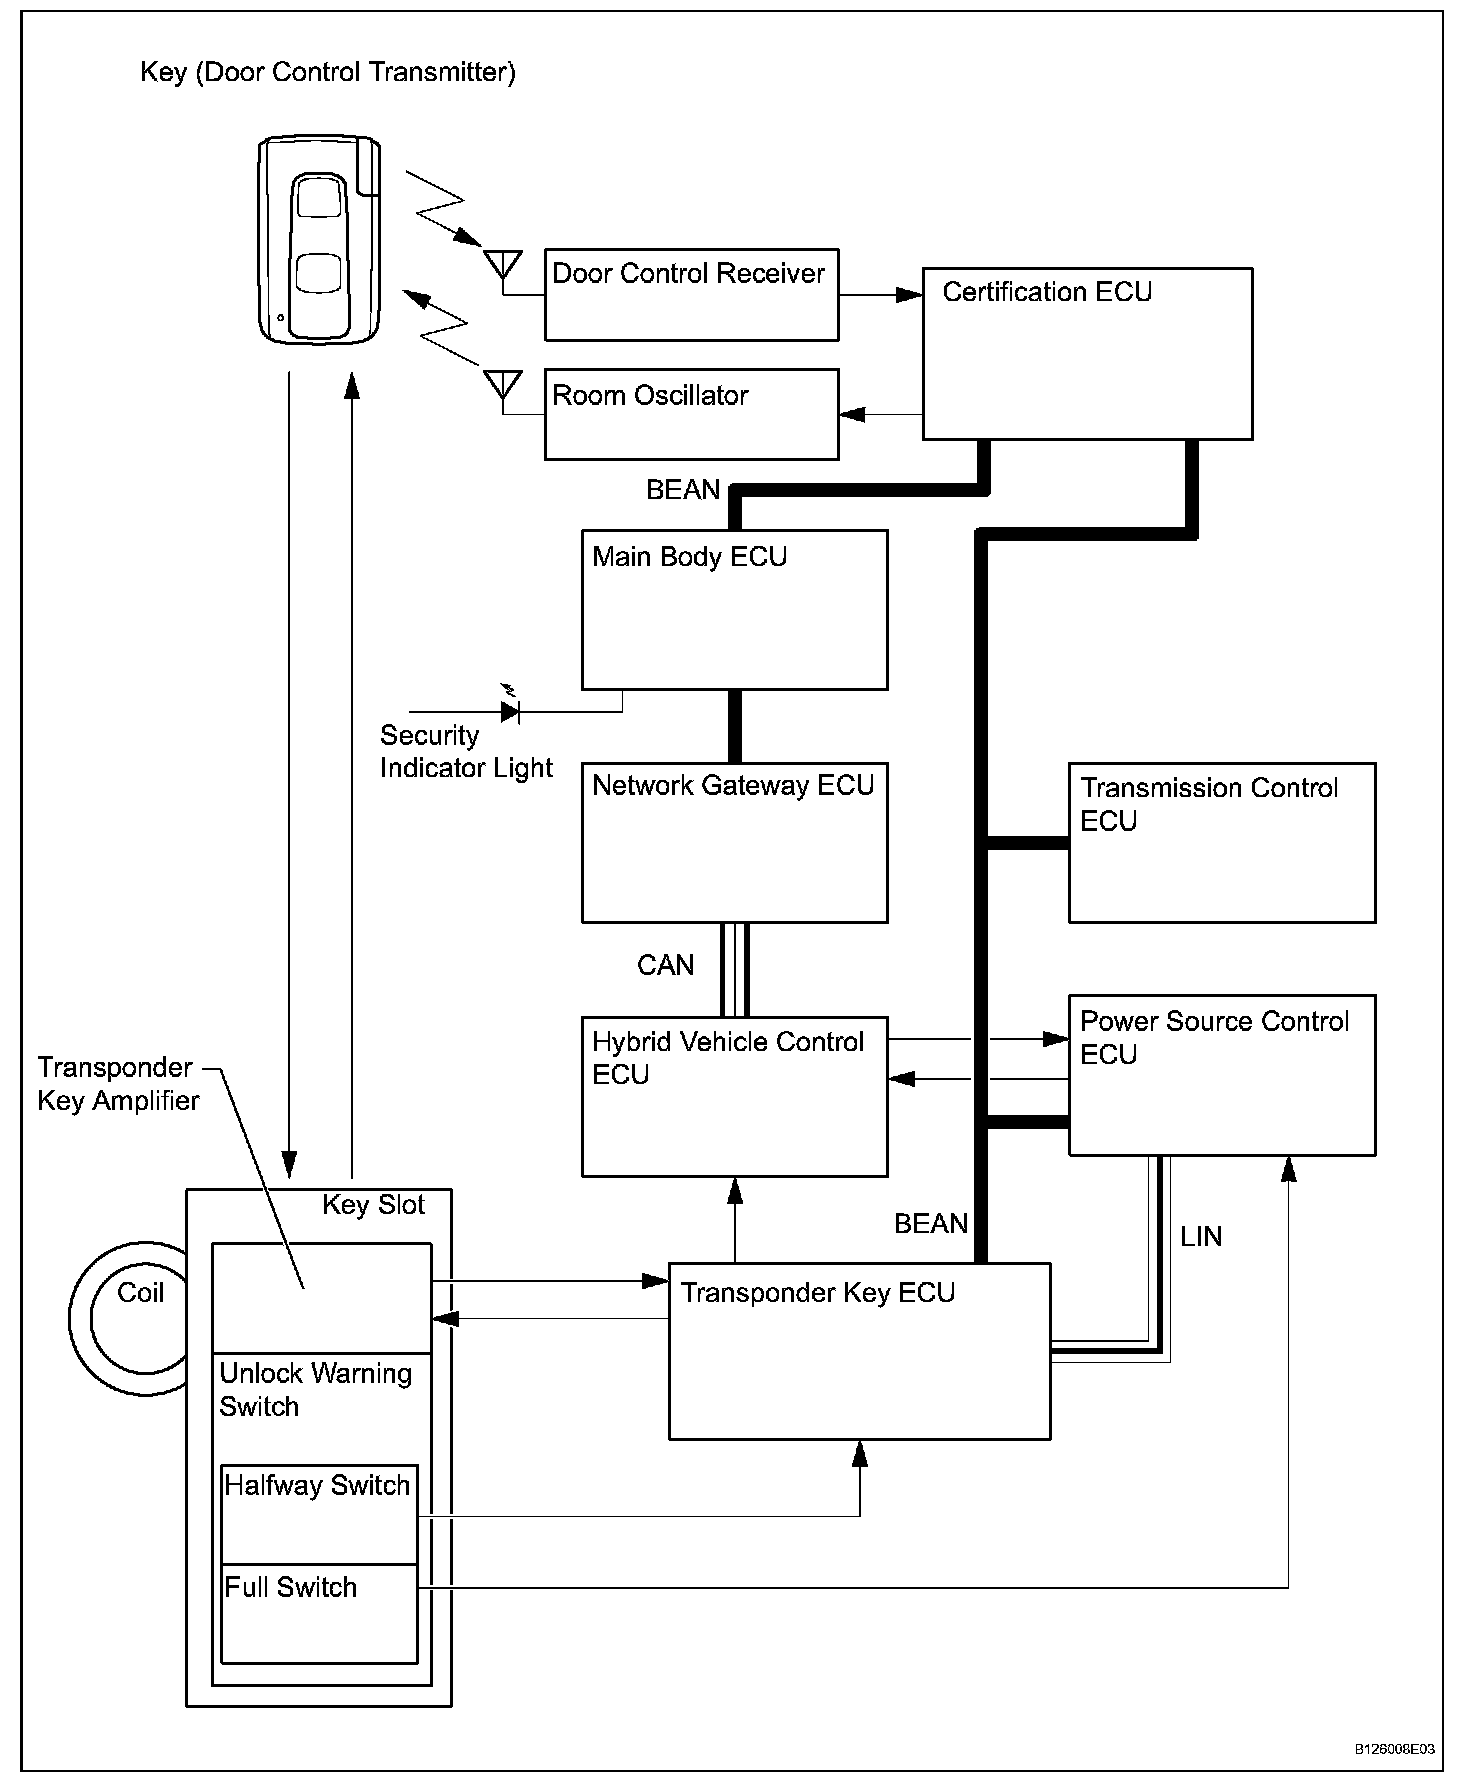 Key (Door Control Transmitter)
Door Control Receiver
Certification ECU
Room Oscillator
BEAN
Main Body ECU
Security
Indicator Light
Network Gateway ECU
Transmission Control
ECU
CAN
Hybrid Vehicle Control
ECU
Power Source Control
ECU
Transponder
Key Amplifier
Key Slot
BEAN
LIN
Coil
Transponder Key ECU
Unlock Warning
Switch
Halfway Switch
Full Switch
B126008E03